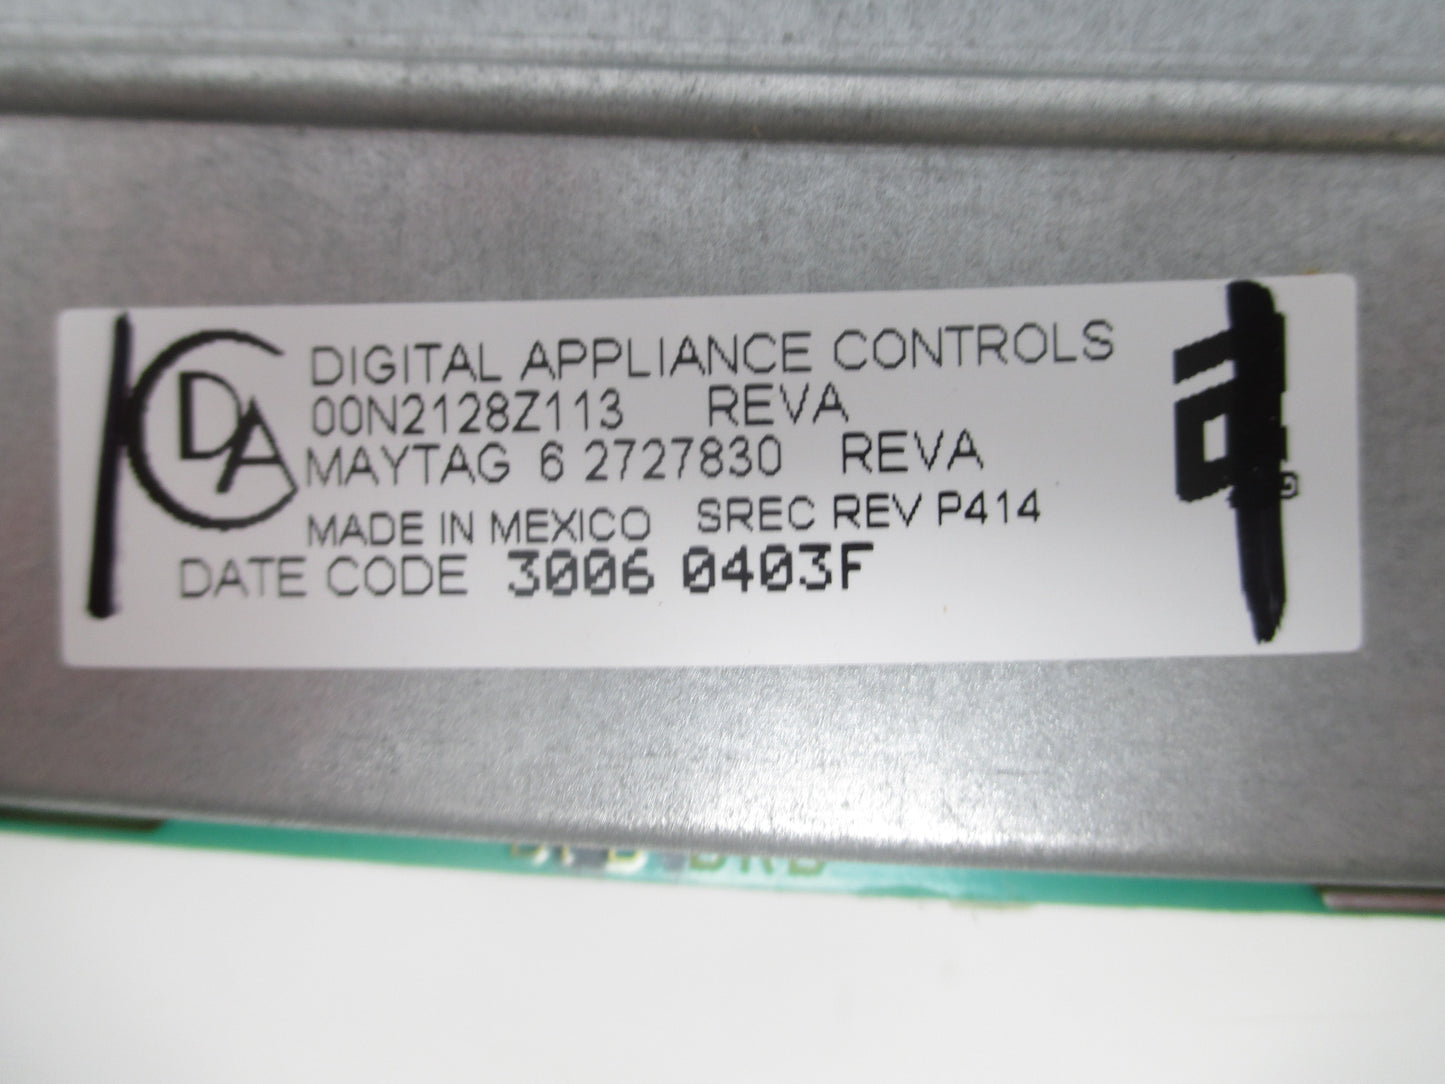 DA
DIGITAL APPLIANCE CONTROLS
00N2128Z113 REVA
MAYTAG 6 2727830 REVA
MADE IN MEXICO SREC REV P414
DATE CODE 3006 0403F